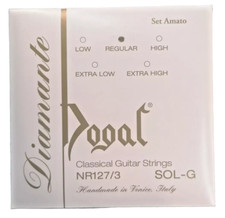 Set Amato
LOW REGULAR HIGH
EXTRA LOW EXTRA HIGH
Diamante
Dogal
Classical Guitar Strings
NR127/3 SOL-G
Handmade in Venice, Italy